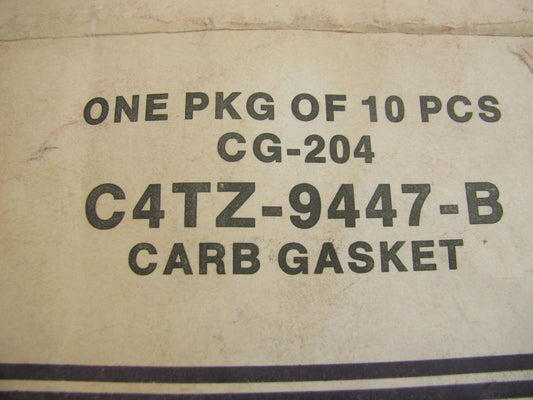 ONE PKG OF 10 PCS
CG-204
C4TZ-9447-B
CARB GASKET